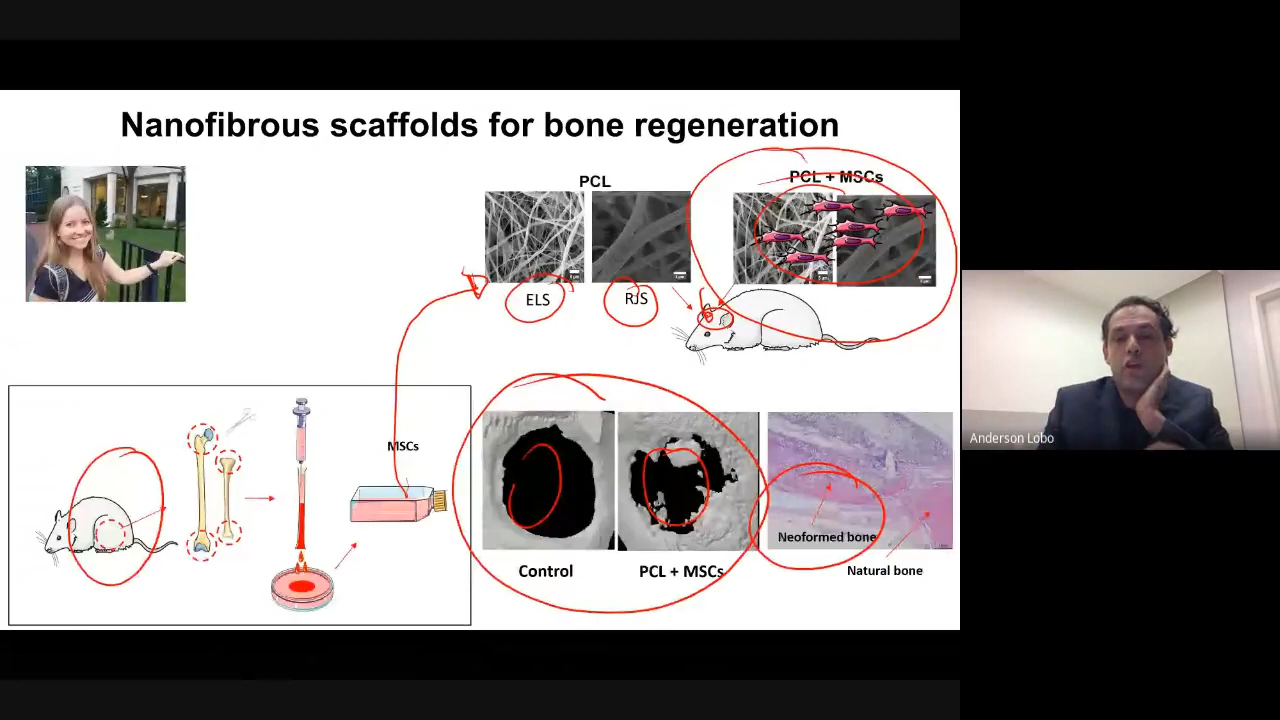 Nanofibrous scaffolds for bone regeneration
PCL
PCL + MSCs
ELS
RJS
MSCs
Anderson Lobo
Neoformed bone
Control
PCL + MSCs
Natural bone